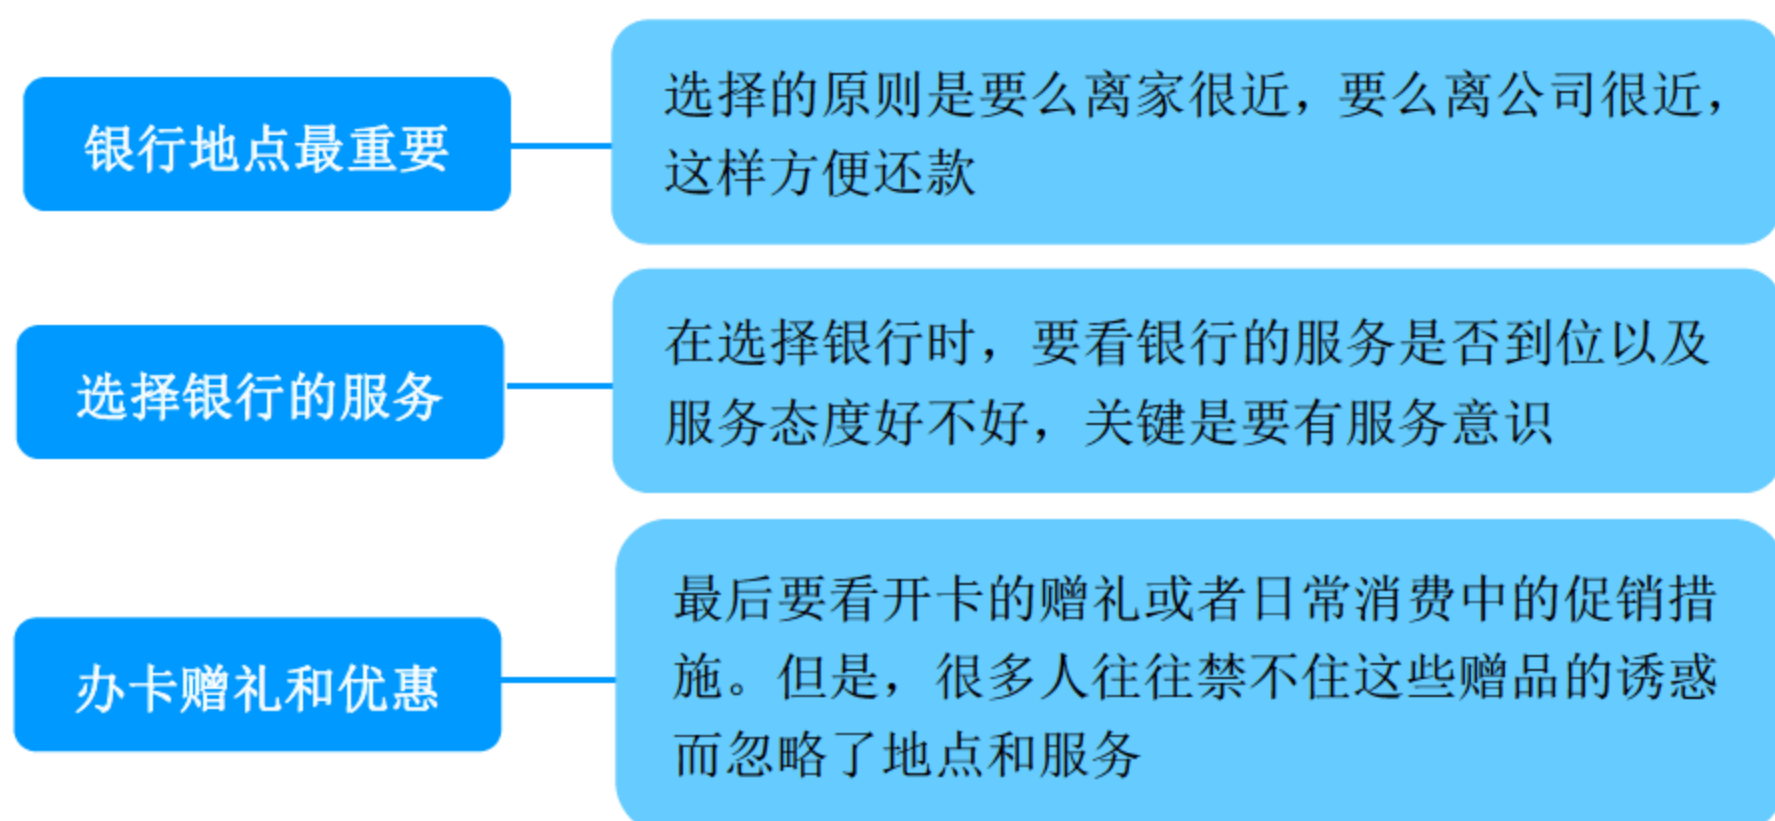 银行地点最重要
选择的原则是要么离家很近，要么离公司很近，
这样方便还款
选择银行的服务
在选择银行时，要看银行的服务是否到位以及
服务态度好不好，关键是要有服务意识
办卡赠礼和优惠
最后要看开卡的赠礼或者日常消费中的促销措
施。但是，很多人往往禁不住这些赠品的诱惑
而忽略了地点和服务